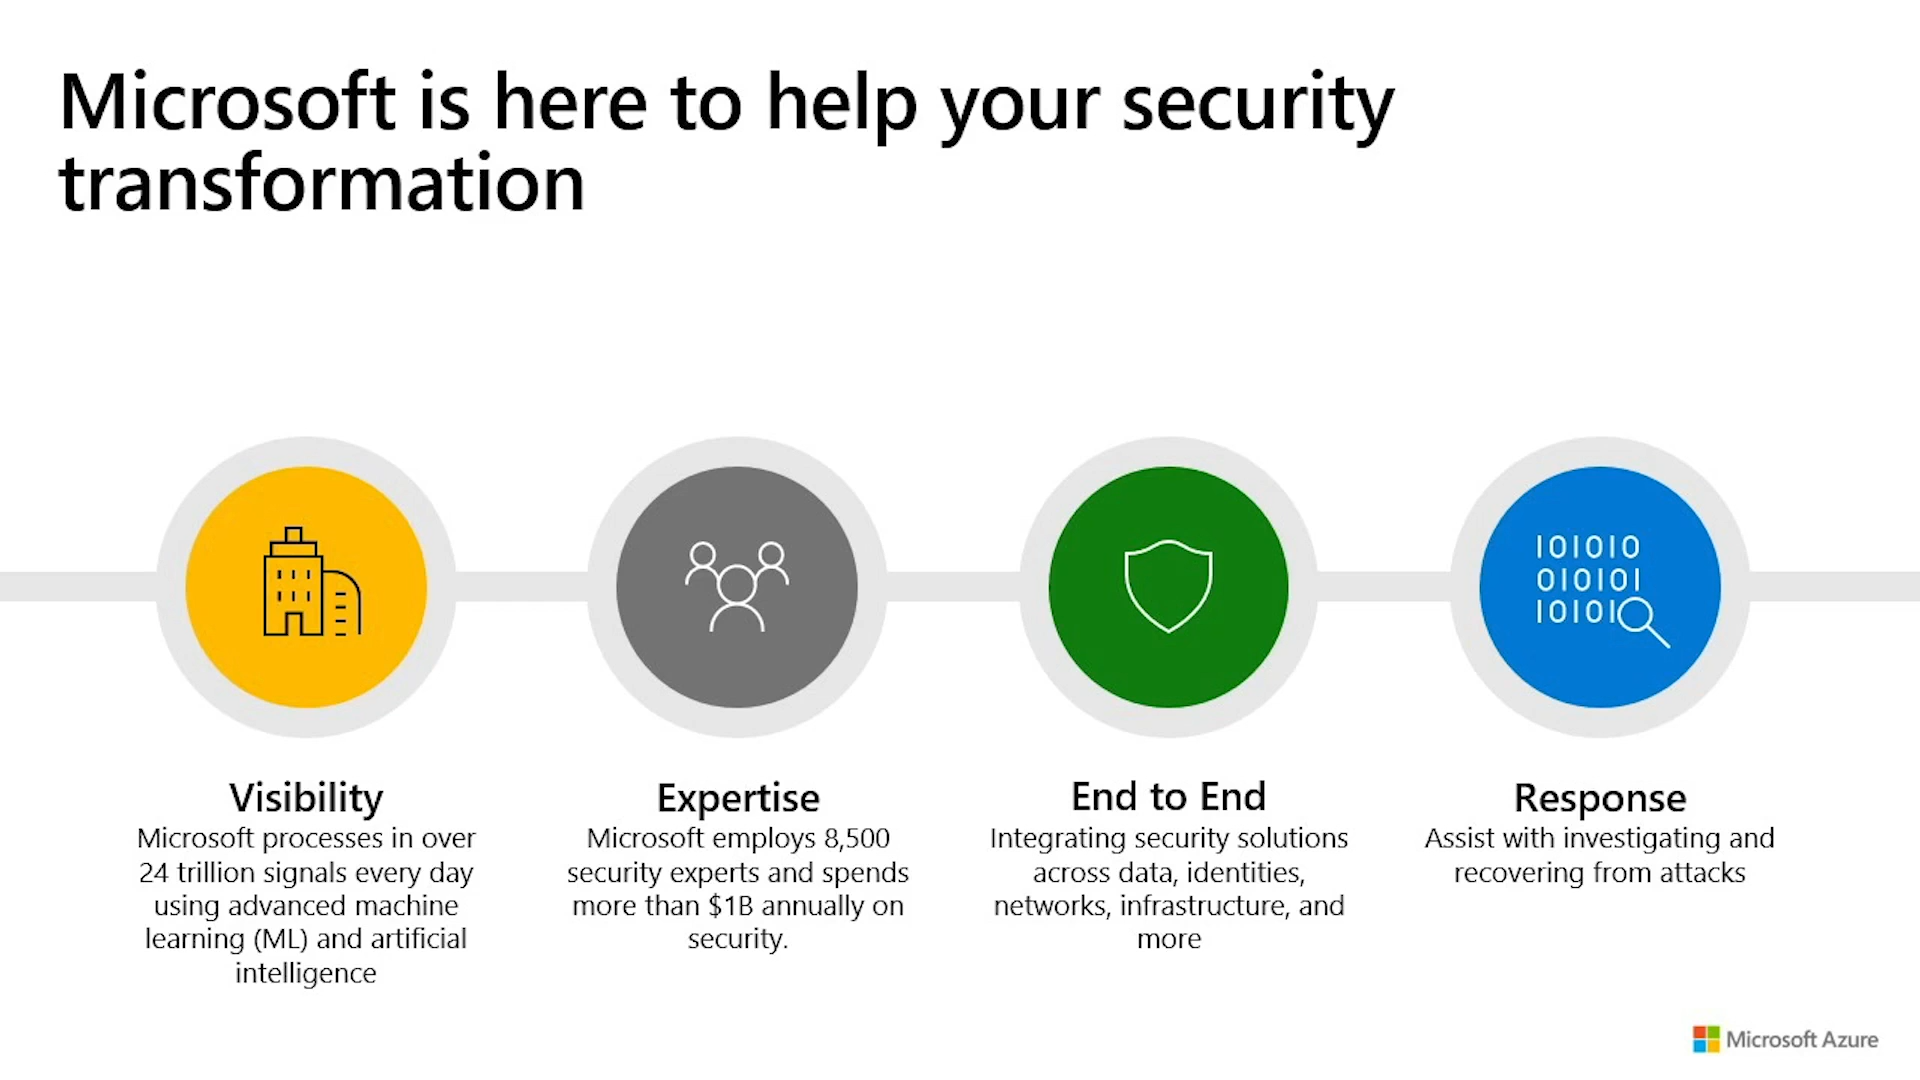 Microsoft is here to help your security
transformation
101010
010101
10101
Visibility
Microsoft processes in over
24 trillion signals every day
using advanced machine
learning (ML) and artificial
intelligence
Expertise
Microsoft employs 8,500
security experts and spends
more than $1B annually on
security.
End to End
Integrating security solutions
across data, identities,
networks, infrastructure, and
more
Response
Assist with investigating and
recovering from attacks
Microsoft Azure